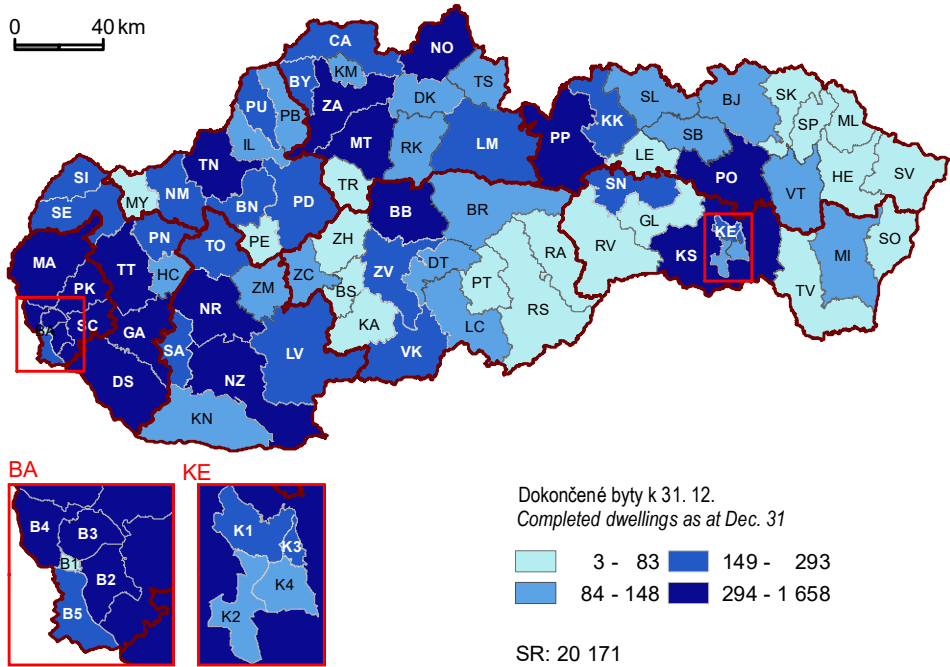 0 40 km
CA
NO
BY
KM
TS
PU
PB
ZA
DK
SL
BJ
SK
KK
SP
ML
IL
MT
RK
LM
PP
SB
LE
TN
HE
SV
SI
MY
NM
TR
SN
PO
VT
SE
BN
PD
BB
BR
GL
PN
TO
PE
ZH
RV
KE
SO
MA
TT
HC
ZM
ZC
ZV
DT
RA
KS
MI
PK
BS
PT
TV
NR
KA
RS
BA
SC
GA
SA
LV
LC
VK
DS
NZ
KN
BA
KE
B4
B3
B1
B2
B5
K1
K3
K4
K2
Dokončené byty k 31. 12.
Completed dwellings as at Dec. 31
3 - 83
149 - 293
84 - 148
294 - 1 658
SR: 20 171